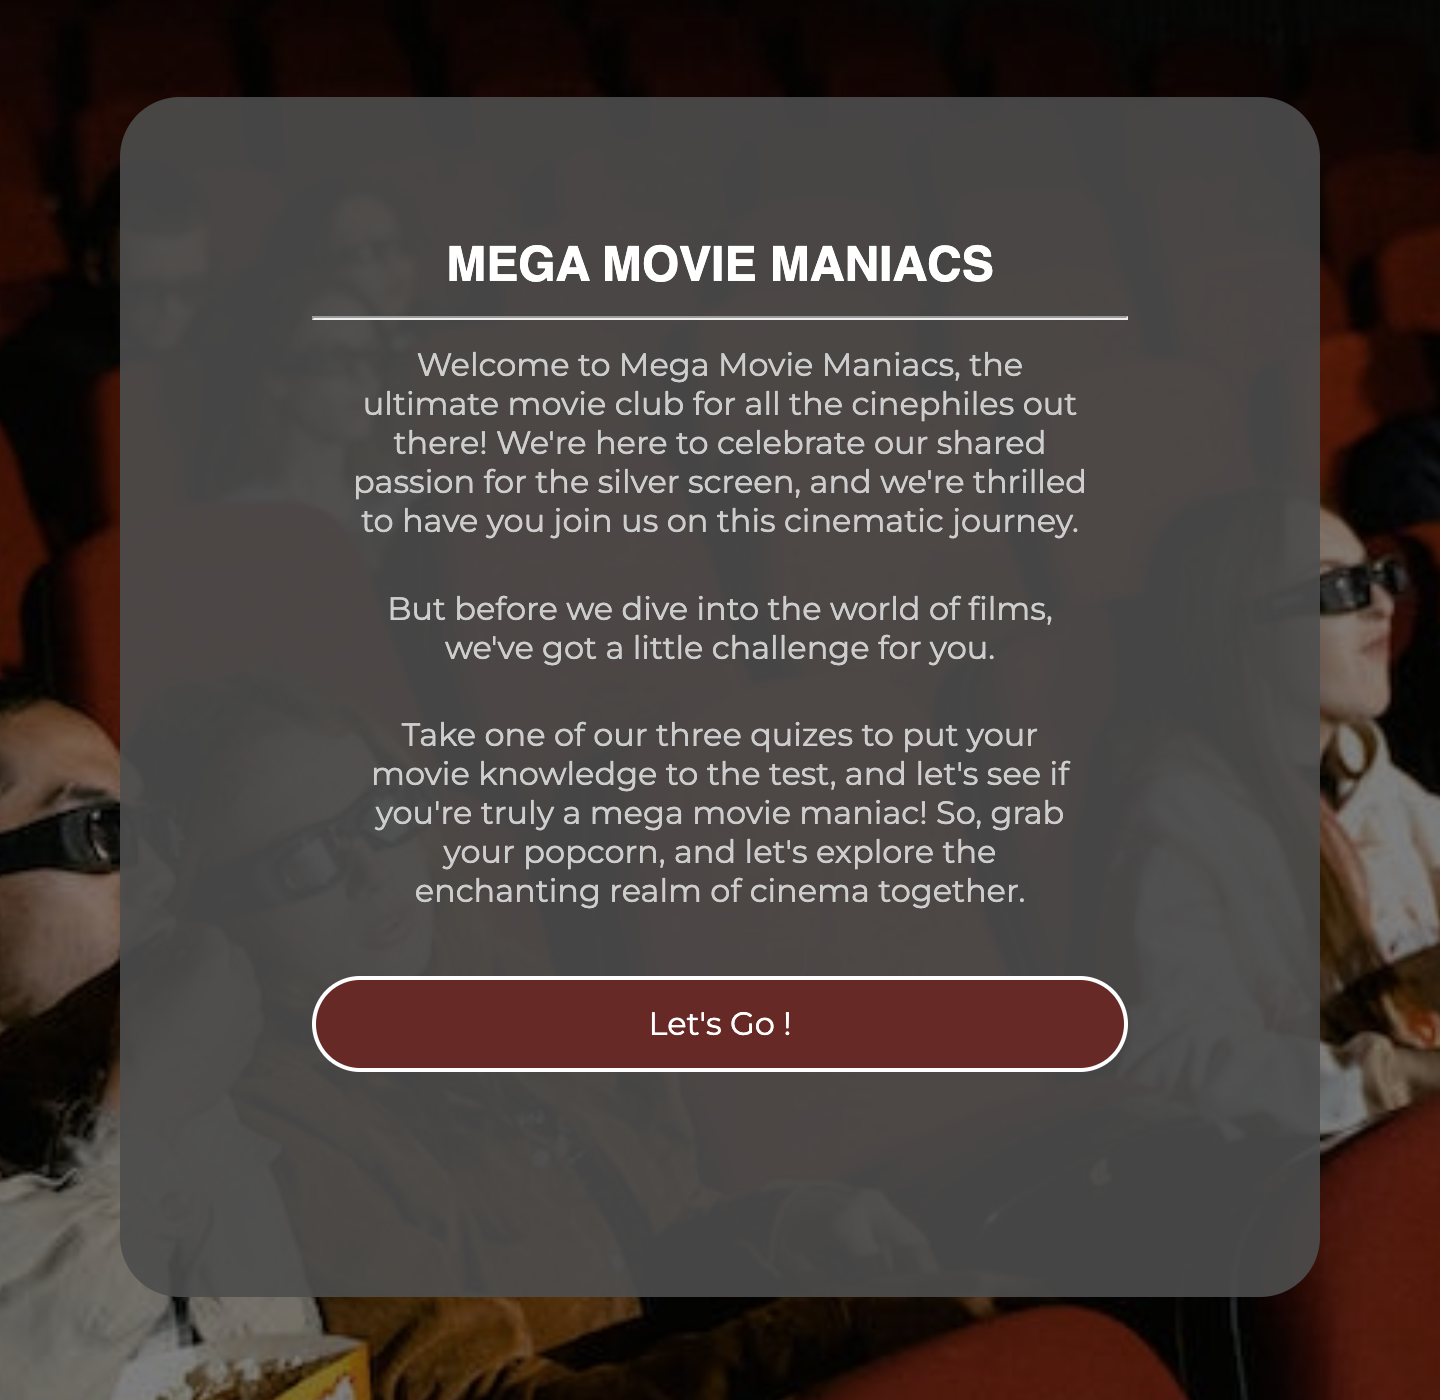 MEGA MOVIE MANIACS
Welcome to Mega Movie Maniacs, the
ultimate movie club for all the cinephiles out
there! We're here to celebrate our shared
passion for the silver screen, and we're thrilled
to have you join us on this cinematic journey.
But before we dive into the world of films,
we've got a little challenge for you.
Take one of our three quizes to put your
movie knowledge to the test, and let's see if
you're truly a mega movie maniac! So, grab
your popcorn, and let's explore the
enchanting realm of cinema together.
Let's Go !